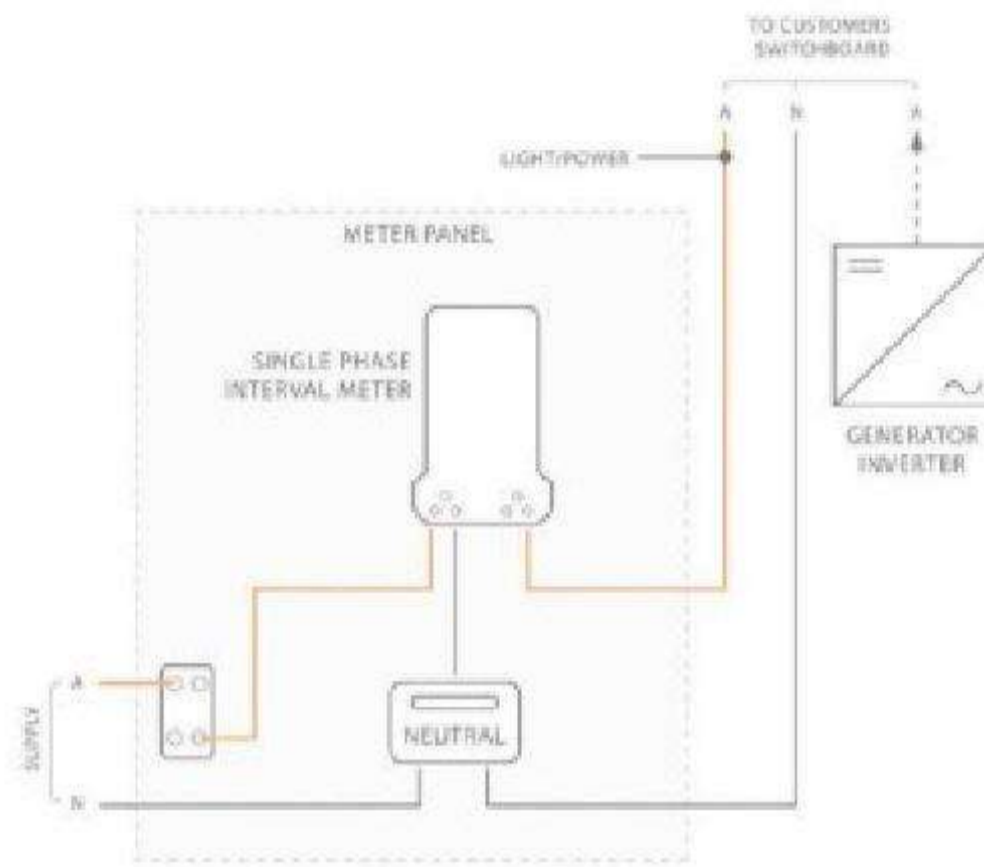 TO CUSTOMERS
SWITCHBOARD
A
N
A
LIGHT/POWER
METER PANEL
SINGLE PHASE
INTERVAL METER
GENERATOR
INVERTER
SUPPLY
A
NEUTRAL
N